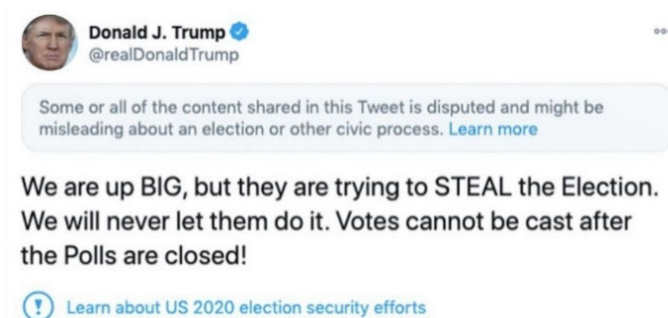 Donald J. Trump
@realDonaldTrump
Some or all of the content shared in this Tweet is disputed and might be
misleading about an election or other civic process. Learn more
We are up BIG, but they are trying to STEAL the Election.
We will never let them do it. Votes cannot be cast after
the Polls are closed!
Learn about US 2020 election security efforts